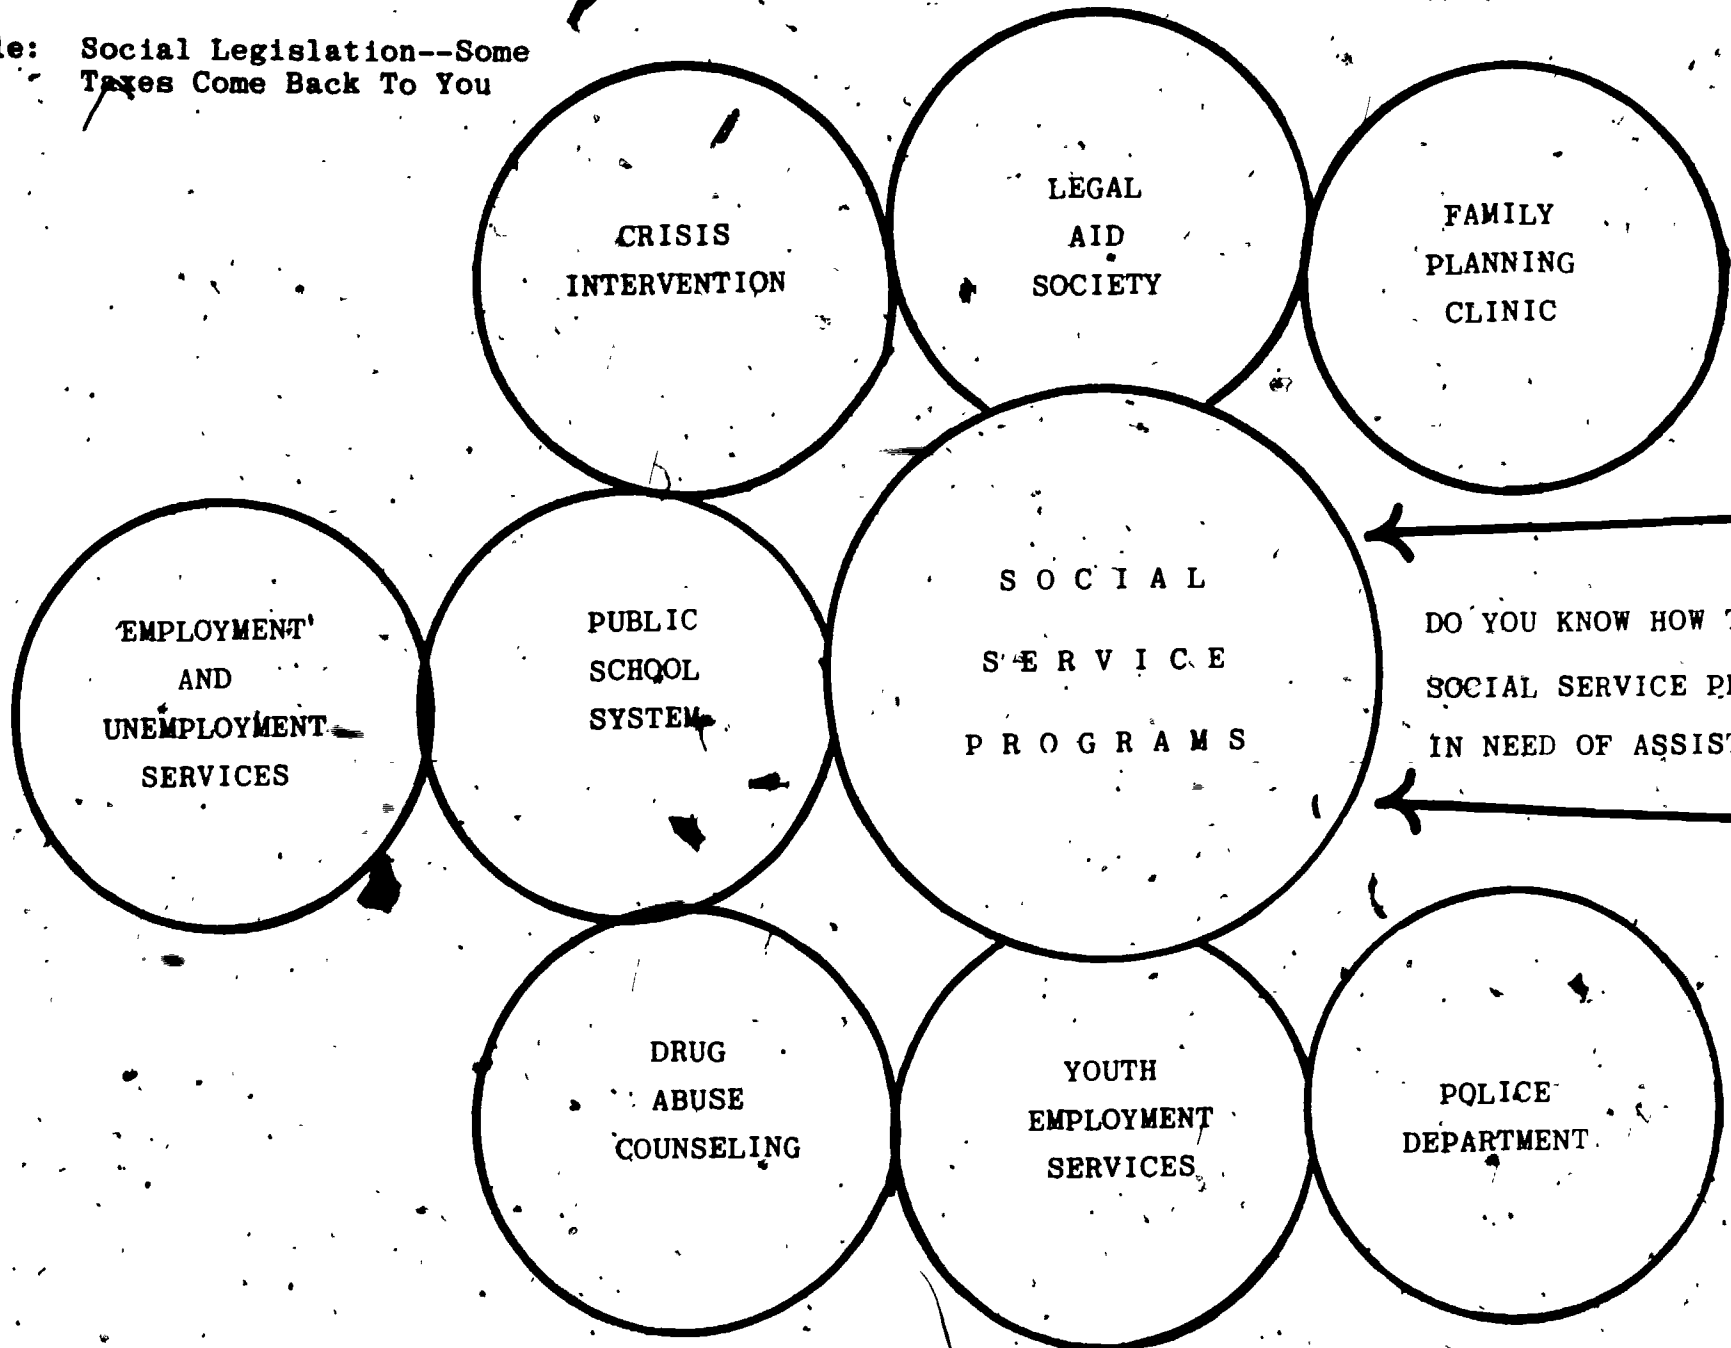 le: Social Legislation--Some
Taxes Come Back To You
CRISIS
INTERVENTION
LEGAL
AID
SOCIETY
FAMILY
PLANNING
CLINIC
EMPLOYMENT
AND
UNEMPLOYMENT
SERVICES
PUBLIC
SCHOOL
SYSTEM
SOCIAL
SERVICE
PROGRAMS
DO YOU KNOW HOW
SOCIAL SERVICE
IN NEED OF
DRUG
ABUSE
COUNSELING
YOUTH
EMPLOYMENT
SERVICES
POLICE
DEPARTMENT